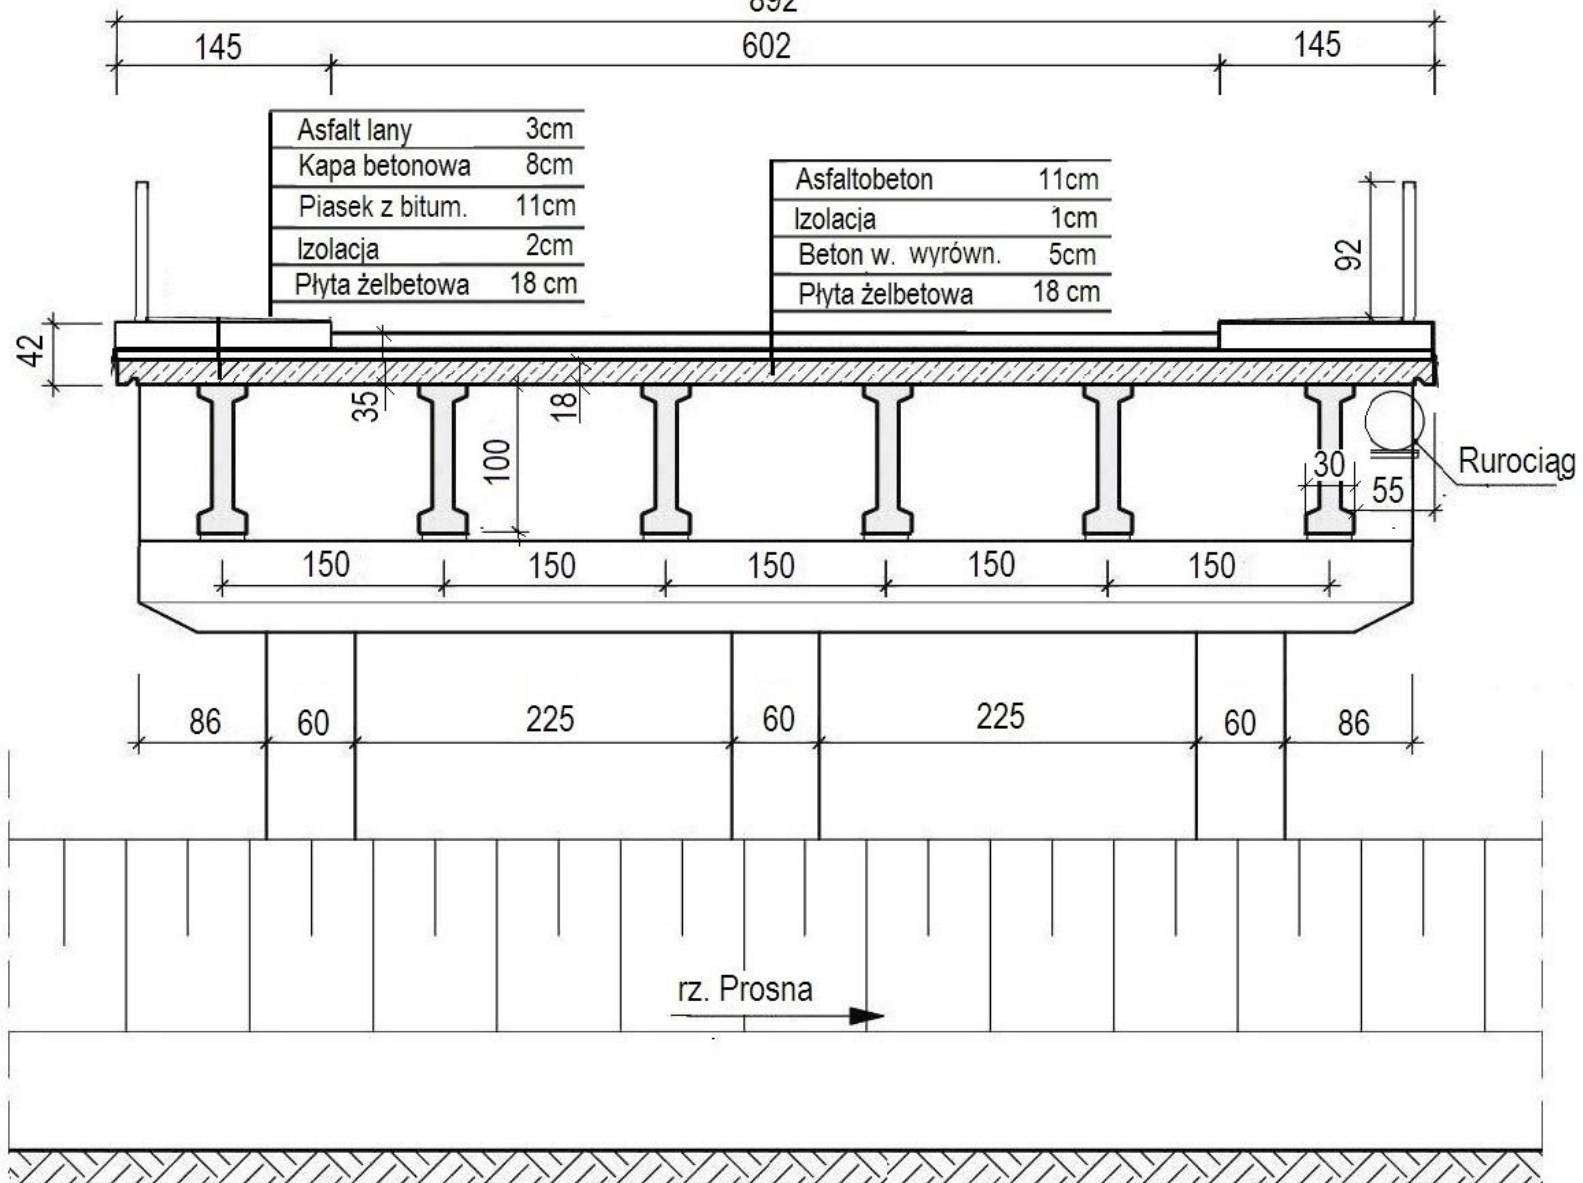 892
145 602 145
Asfalt lany 3cm
Kapa betonowa 8cm
Piasek z bitum. 11cm
Izolacja 2cm
Płyta żelbetowa 18 cm
Asfaltobeton 11cm
Izolacja 1cm
Beton w. wyrówn. 5cm
Płyta żelbetowa 18 cm
92
42
35
18
100
30
55
Rurociąg
150 150 150 150 150
86 60 225 60 225 60 86
rz. Prosna